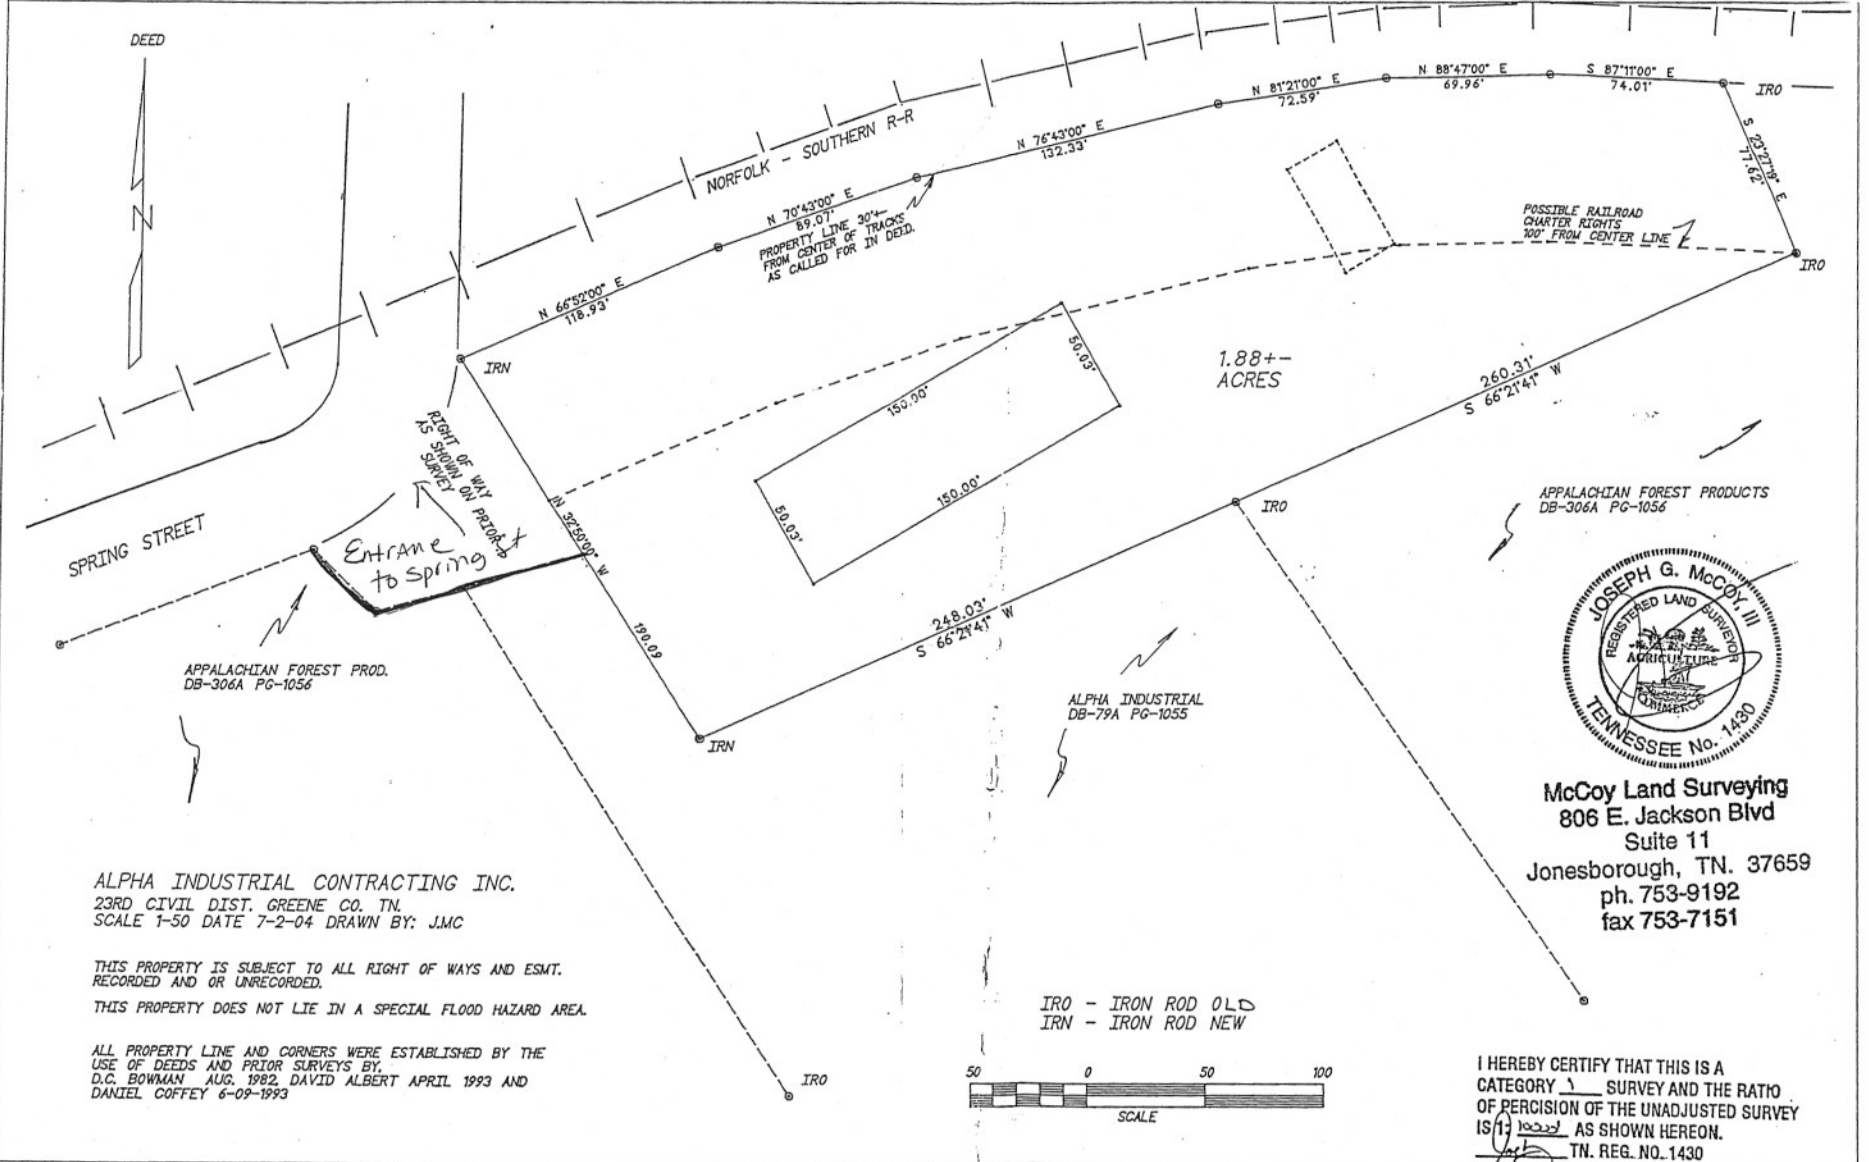 DEED
N
NORFOLK - SOUTHERN R-R
N 66°52'00" E
118.93'
N 70°43'00" E
89.07'
PROPERTY LINE 30'+-
FROM CENTER OF TRACKS
AS CALLED FOR IN DEED.
N 76°43'00" E
132.33'
N 81°21'00" E
72.59'
N 88°47'00" E
69.96'
S 87°11'00" E
74.01'
IRO
S 23°27'19" E
77.62'
POSSIBLE RAILROAD
CHARTER RIGHTS
100' FROM CENTER LINE
IRO
IRN
RIGHT OF WAY
AS SHOWN ON PRIOR
SURVEY
SPRING STREET
Entrane
to Spring st
N 32°50'00" W
190.09
150.00'
50.03'
150.00'
50.03'
1.88+-
ACRES
260.31'
S 66°21'41" W
IRO
248.03'
S 66°21'41" W
IRN
APPALACHIAN FOREST PRODUCTS
DB-306A PG-1056
APPALACHIAN FOREST PROD.
DB-306A PG-1056
ALPHA INDUSTRIAL
DB-79A PG-1055
JOSEPH G. McCOY, III
REGISTERED LAND SURVEYOR
AGRICULTURE
COMMERCE
TENNESSEE No. 1430
McCoy Land Surveying
806 E. Jackson Blvd
Suite 11
Jonesborough, TN. 37659
ph. 753-9192
fax 753-7151
ALPHA INDUSTRIAL CONTRACTING INC.
23RD CIVIL DIST. GREENE CO. TN.
SCALE 1-50 DATE 7-2-04 DRAWN BY: J.MC
THIS PROPERTY IS SUBJECT TO ALL RIGHT OF WAYS AND ESMT.
RECORDED AND OR UNRECORDED.
THIS PROPERTY DOES NOT LIE IN A SPECIAL FLOOD HAZARD AREA.
ALL PROPERTY LINE AND CORNERS WERE ESTABLISHED BY THE
USE OF DEEDS AND PRIOR SURVEYS BY,
D.C. BOWMAN AUG. 1982, DAVID ALBERT APRIL 1993 AND
DANIEL COFFEY 6-09-1993
IRO
IRO - IRON ROD OLD
IRN - IRON ROD NEW
50 0 50 100
SCALE
I HEREBY CERTIFY THAT THIS IS A
CATEGORY 1 SURVEY AND THE RATIO
OF PERCISION OF THE UNADJUSTED SURVEY
IS 1: AS SHOWN HEREON.
TN. REG. NO. 1430